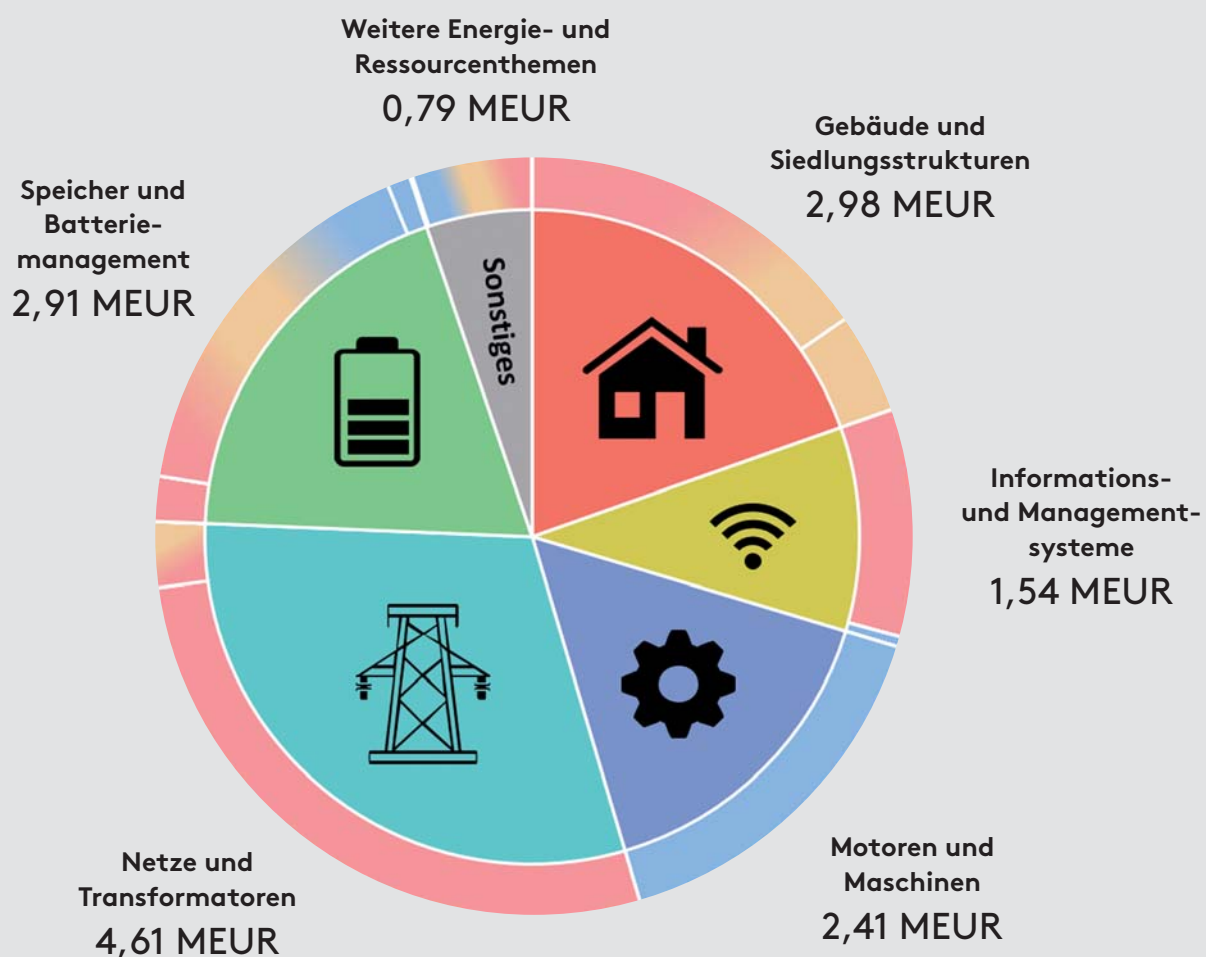 Weitere Energie- und
Ressourcenthemen
0,79 MEUR
Gebäude und
Siedlungsstrukturen
2,98 MEUR
Speicher und
Batterie-
management
2,91 MEUR
Sonstiges
Informations-
und Management-
systeme
1,54 MEUR
Motoren und
Maschinen
2,41 MEUR
Netze und
Transformatoren
4,61 MEUR